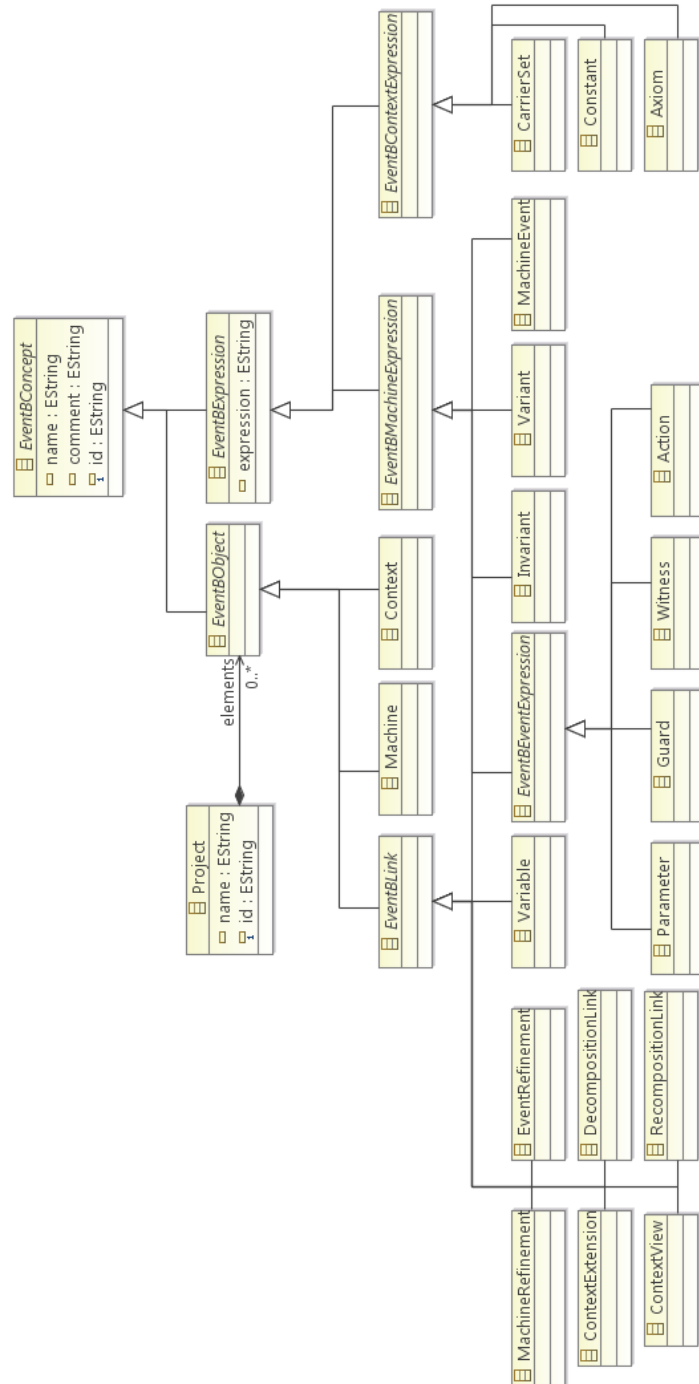 EventBConcept
name : EString
comment : EString
id : EString
Project
name : EString
id : EString
elements
0..*
EventBObject
EventBExpression
expression : EString
EventBLink
Machine
Context
EventBMachineExpression
EventBContextExpression
MachineRefinement
EventRefinement
Variable
EventBEventExpression
Invariant
Variant
MachineEvent
CarrierSet
ContextExtension
DecompositionLink
Constant
ContextView
RecompositionLink
Parameter
Guard
Witness
Action
Axiom